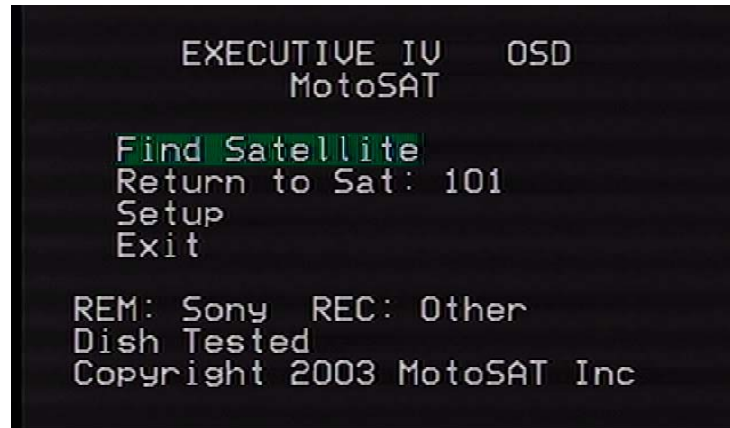 EXECUTIVE IV OSD
MotoSAT
Find Satellite
Return to Sat: 101
Setup
Exit
REM: Sony REC: Other
Dish Tested
Copyright 2003 MotoSAT Inc